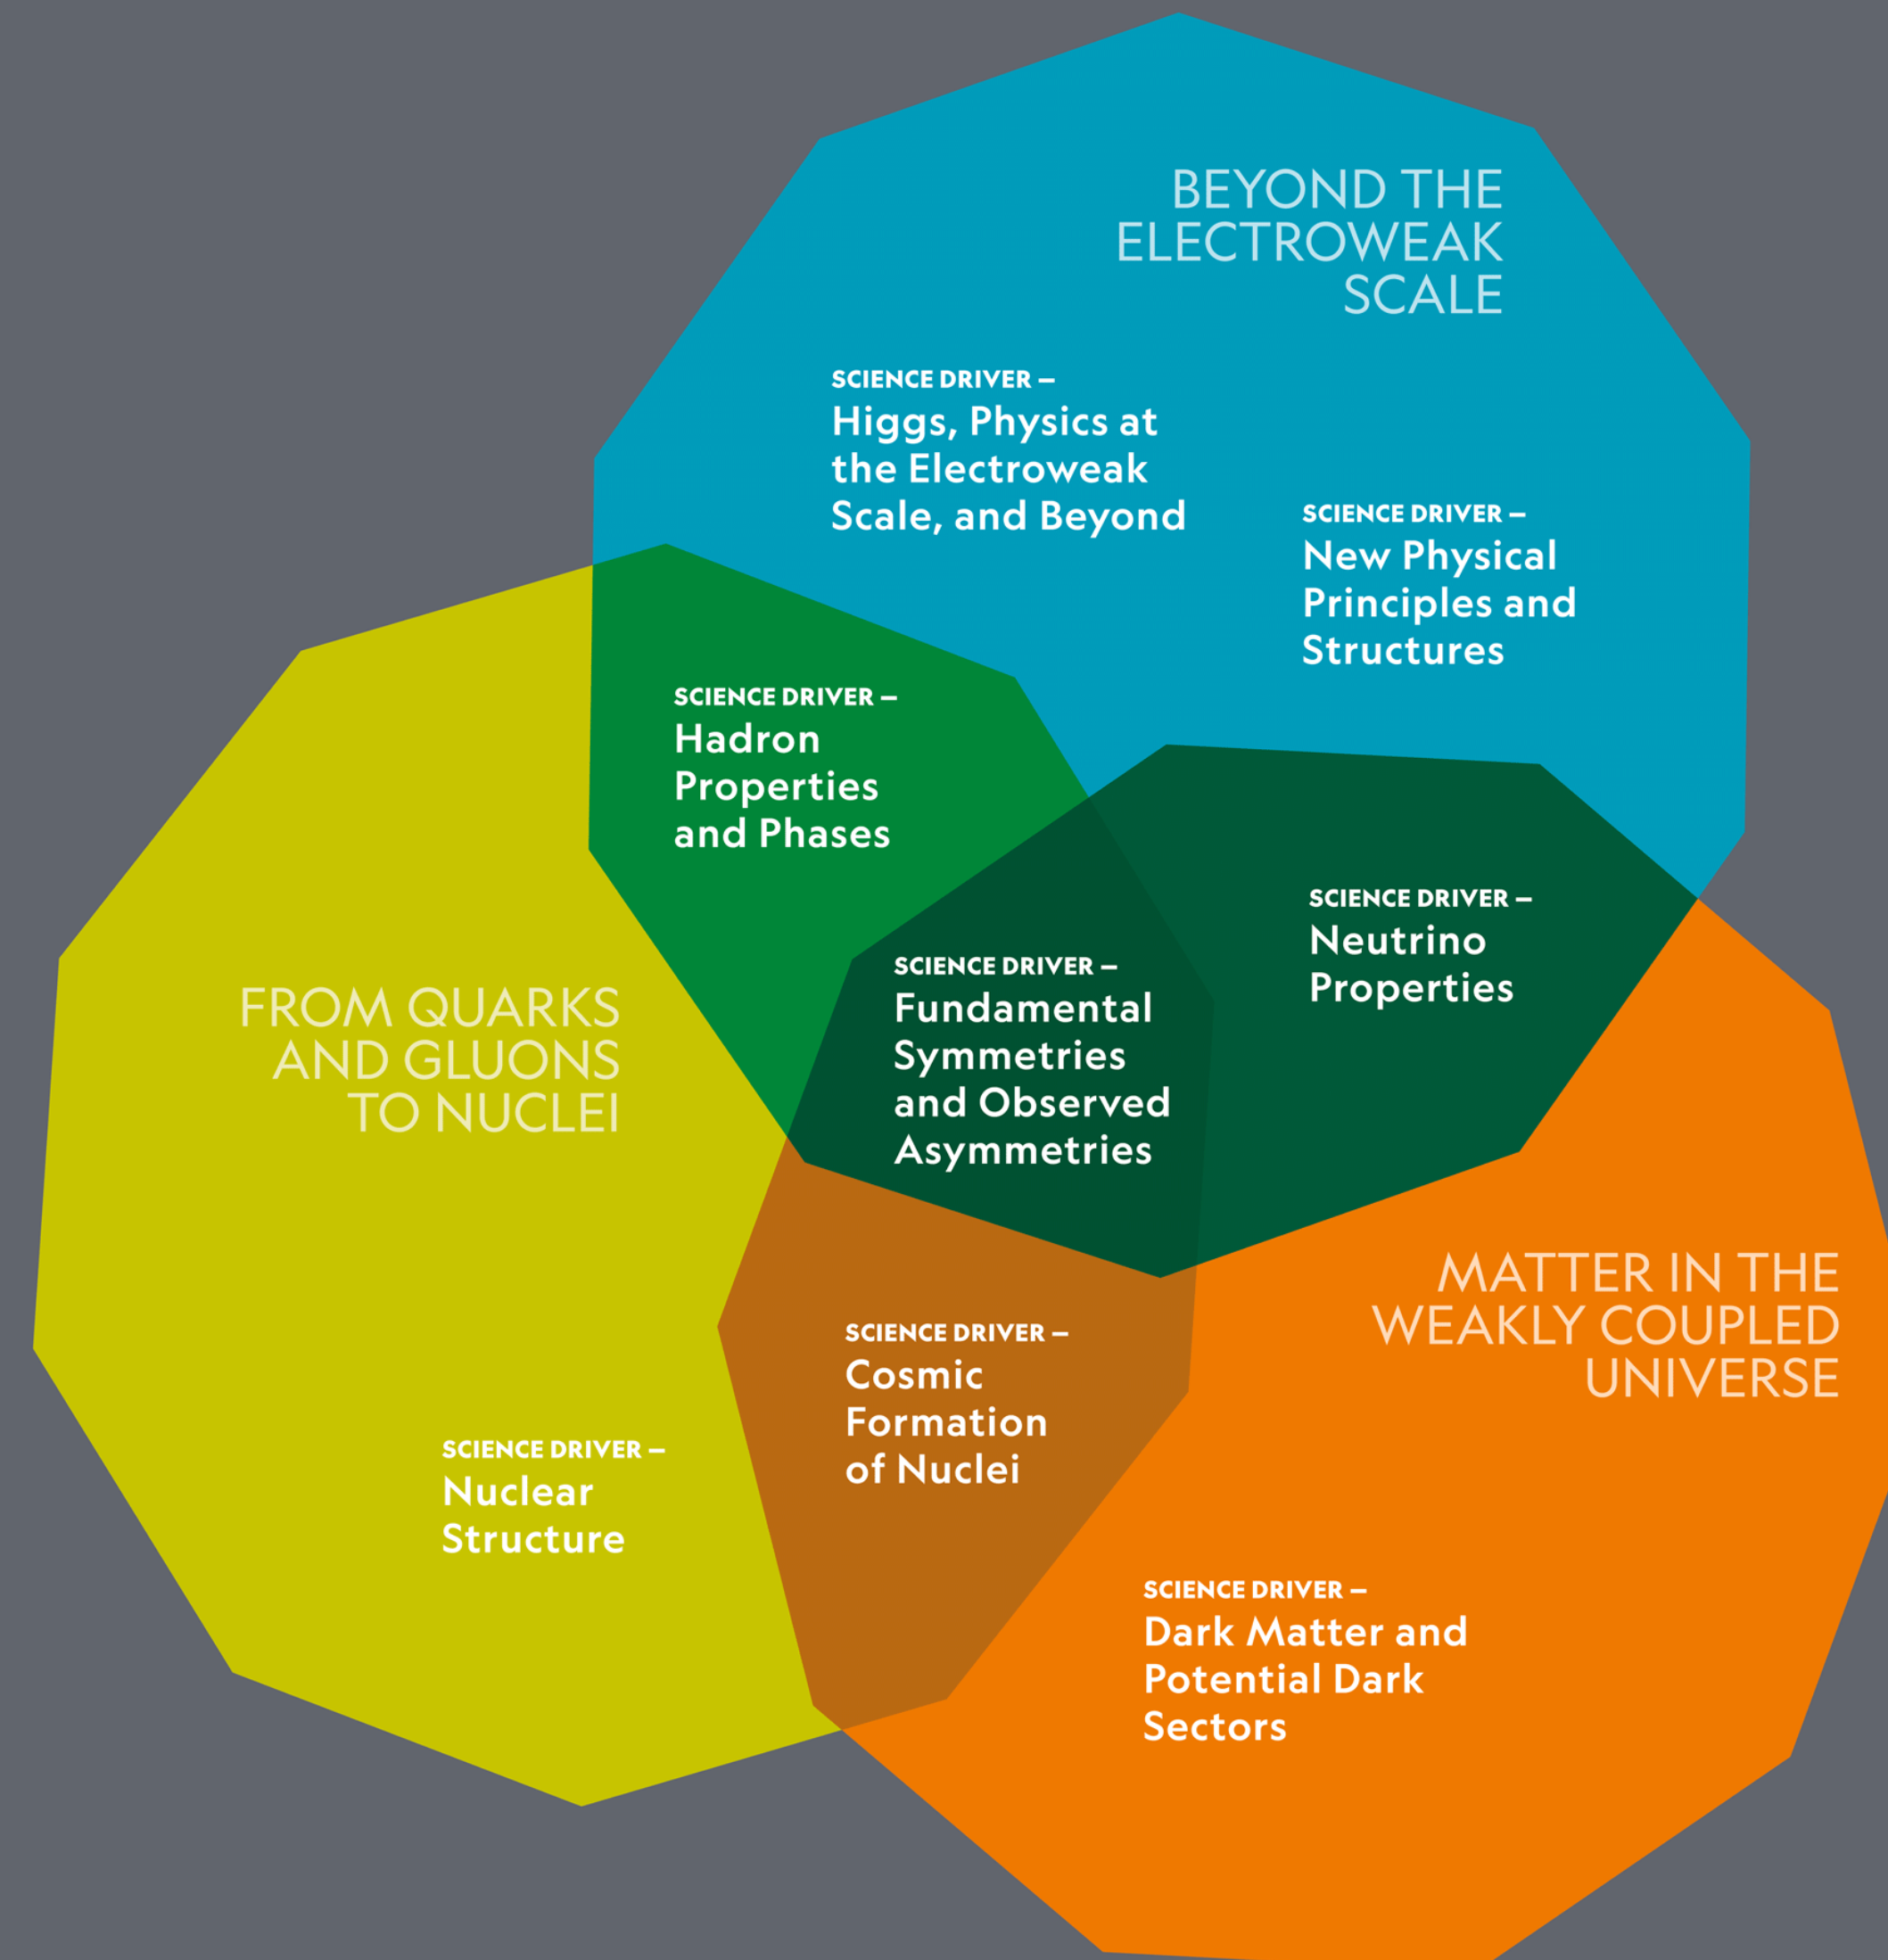 BEYOND THE
ELECTROWEAK
SCALE
SCIENCE DRIVER –
Higgs, Physics at
the Electroweak
Scale, and Beyond
SCIENCE DRIVER –
New Physical
Principles and
Structures
SCIENCE DRIVER –
Hadron
Properties
and Phases
SCIENCE DRIVER –
Neutrino
Properties
SCIENCE DRIVER –
Fundamental
Symmetries
and Observed
Asymmetries
FROM QUARKS
AND GLUONS
TO NUCLEI
MATTER IN THE
WEAKLY COUPLED
UNIVERSE
SCIENCE DRIVER –
Cosmic
Formation
of Nuclei
SCIENCE DRIVER –
Nuclear
Structure
SCIENCE DRIVER –
Dark Matter and
Potential Dark
Sectors